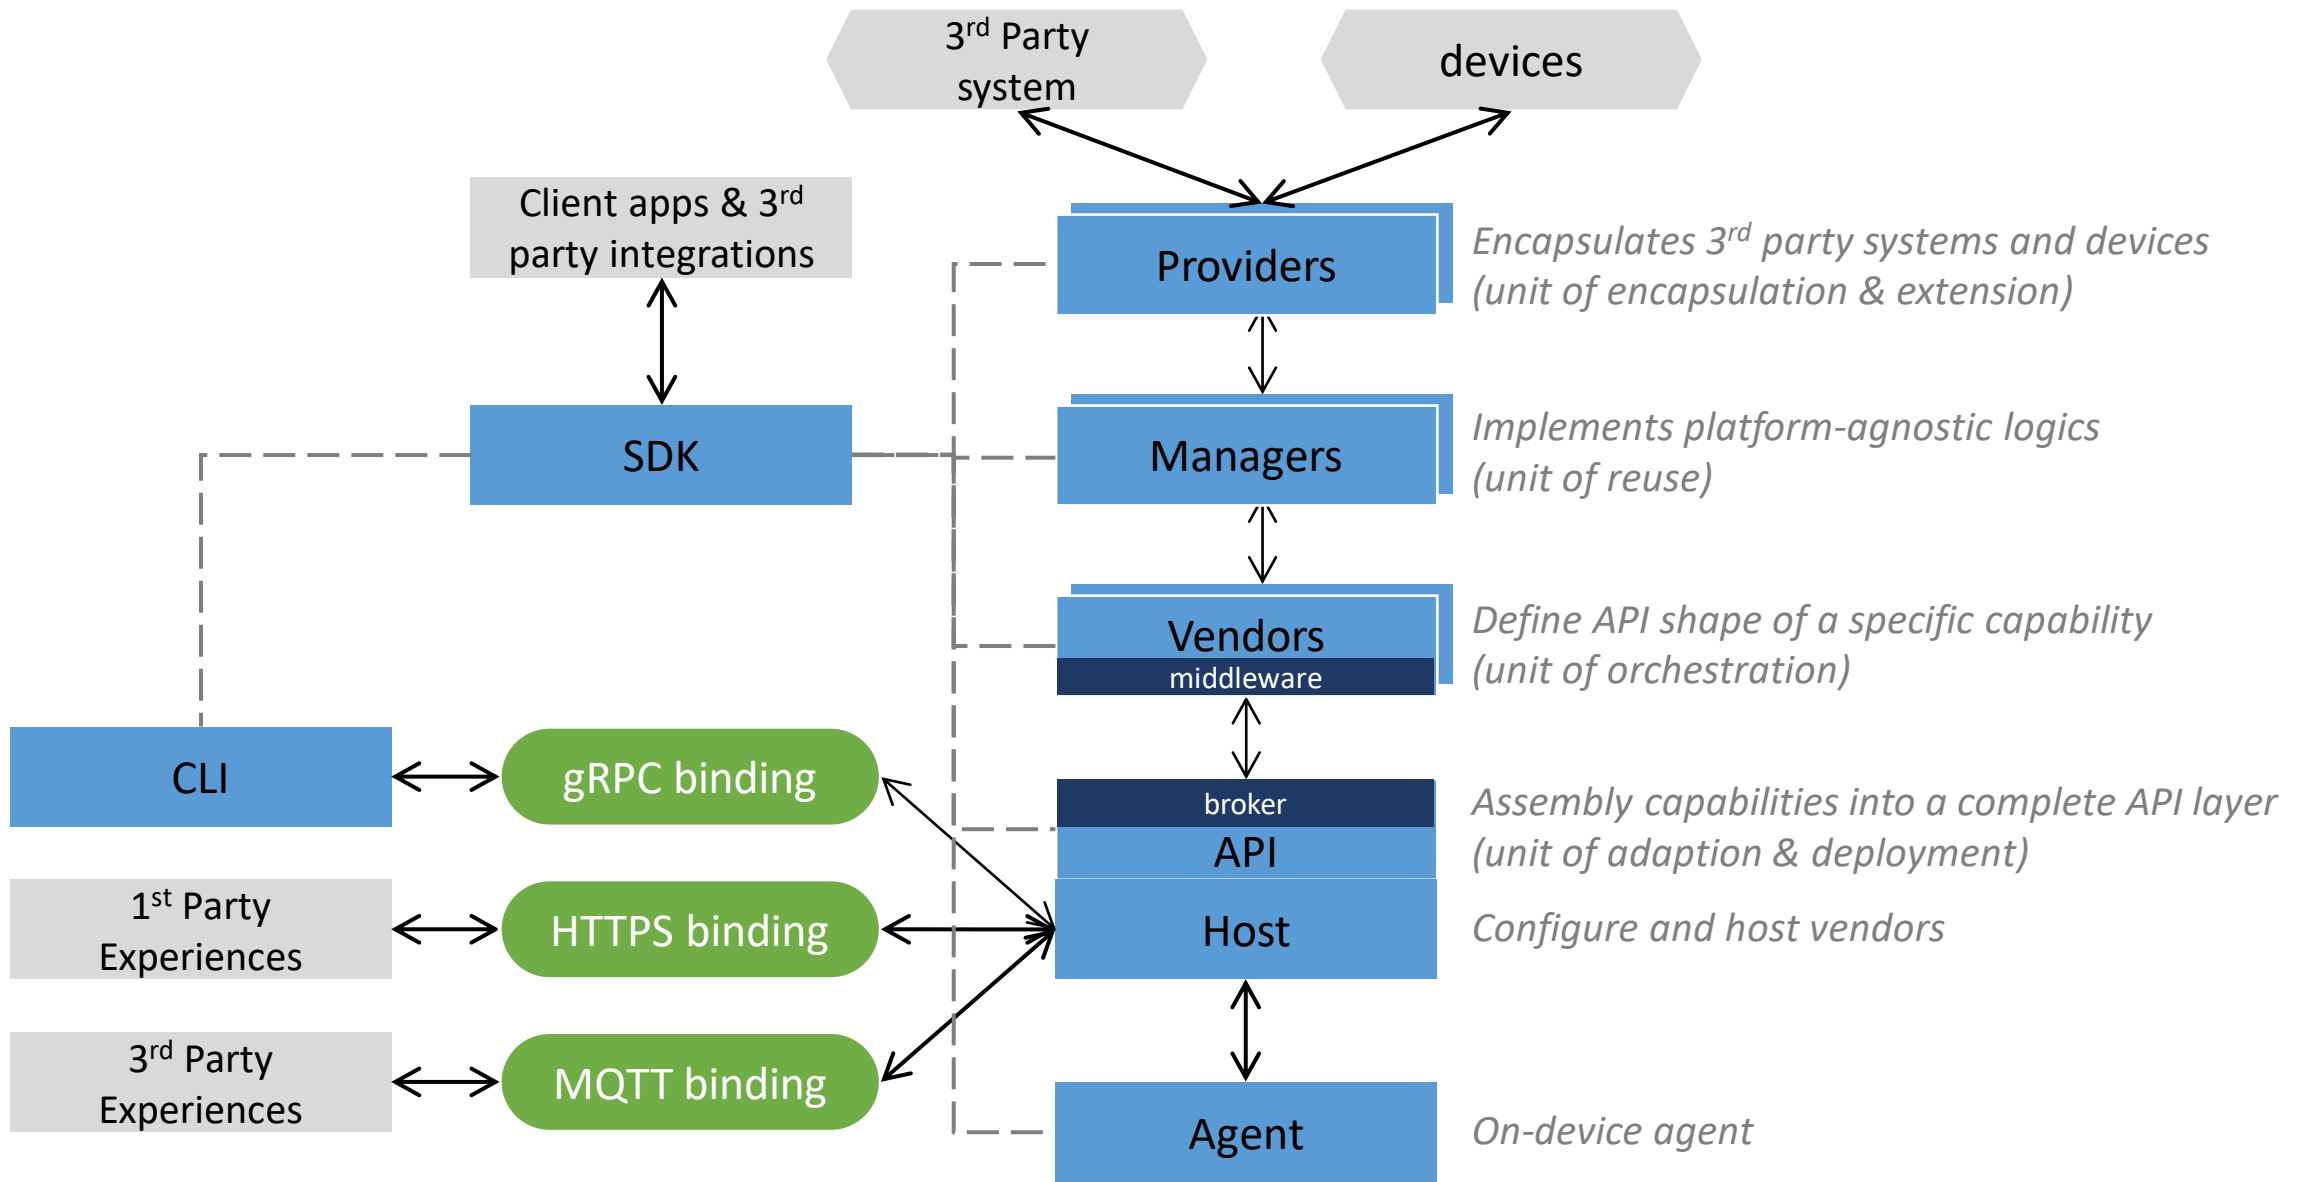 3rd Party
system
devices
Client apps & 3rd
party integrations
Providers
Encapsulates 3rd party systems and devices
(unit of encapsulation & extension)
SDK
Managers
Implements platform-agnostic logics
(unit of reuse)
Vendors
middleware
Define API shape of a specific capability
(unit of orchestration)
CLI
gRPC binding
broker
API
Assembly capabilities into a complete API layer
(unit of adaption & deployment)
1st Party
Experiences
HTTPS binding
Host
Configure and host vendors
3rd Party
Experiences
MQTT binding
Agent
On-device agent